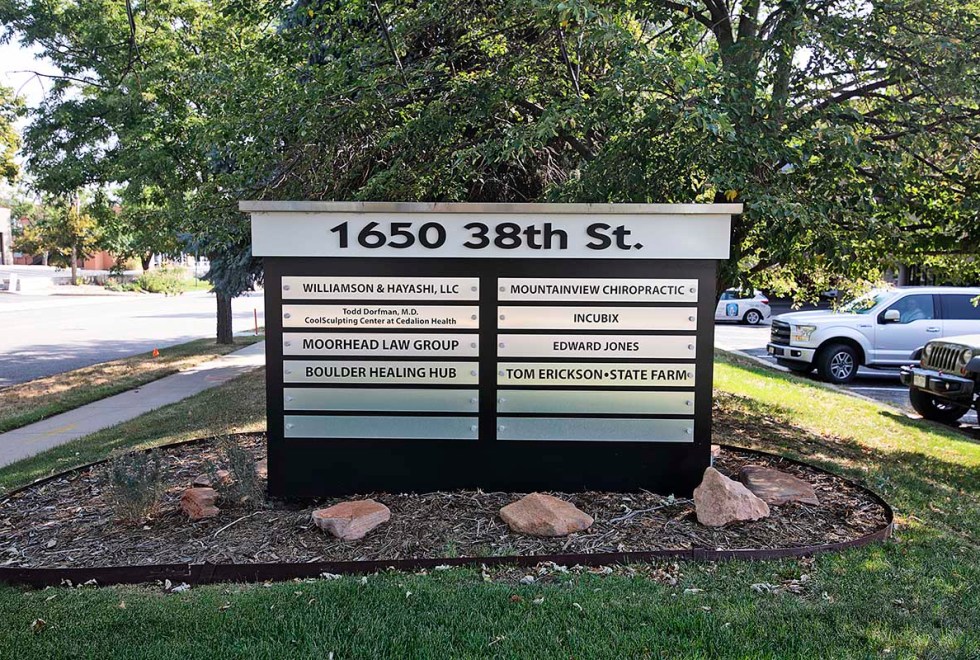 1650 38th St.
WILLIAMSON & HAYASHI, LLC
Todd Dorfman, M.D.
CoolSculpting Center at Cedalion Health
MOORHEAD LAW GROUP
BOULDER HEALING HUB
MOUNTAINVIEW CHIROPRACTIC
INCUBIX
EDWARD JONES
TOM ERICKSON•STATE FARM